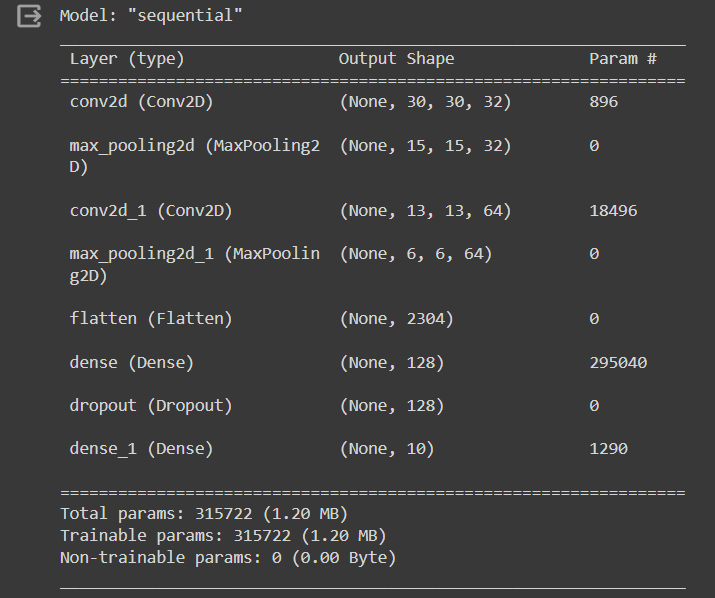 Model: "sequential"
_________________________________________________________________
Layer (type) Output Shape Param #
=================================================================
conv2d (Conv2D) (None, 30, 30, 32) 896
max_pooling2d (MaxPooling2 (None, 15, 15, 32) 0
D)
conv2d_1 (Conv2D) (None, 13, 13, 64) 18496
max_pooling2d_1 (MaxPoolin (None, 6, 6, 64) 0
g2D)
flatten (Flatten) (None, 2304) 0
dense (Dense) (None, 128) 295040
dropout (Dropout) (None, 128) 0
dense_1 (Dense) (None, 10) 1290
=================================================================
Total params: 315722 (1.20 MB)
Trainable params: 315722 (1.20 MB)
Non-trainable params: 0 (0.00 Byte)
_________________________________________________________________